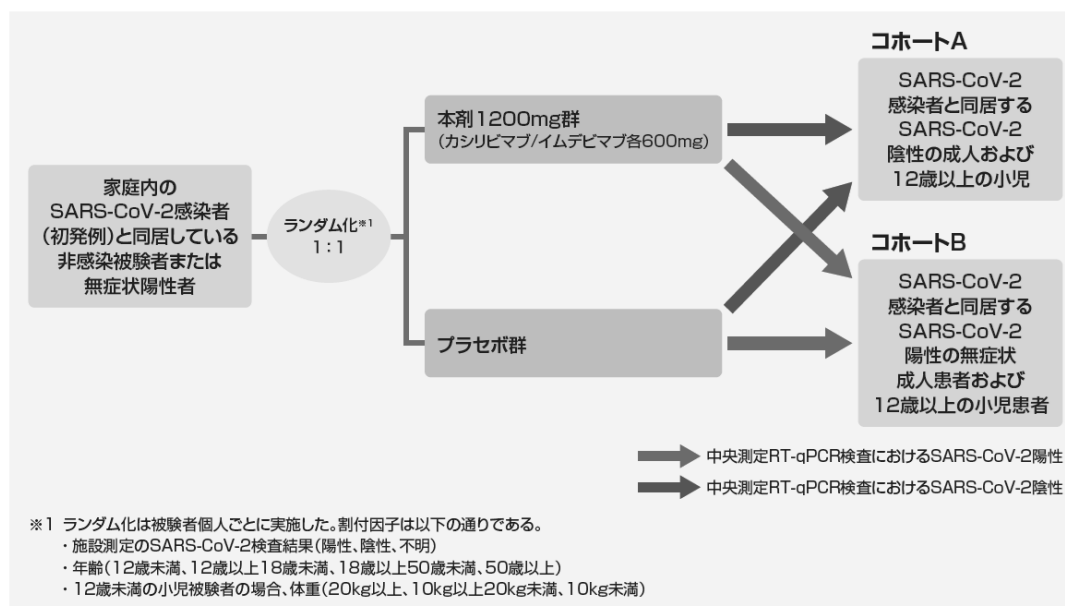 家庭内の
SARS-CoV-2感染者
(初発例)と同居している
非感染被験者または
無症状陽性者
ランダム化※1
1:1
本剤1200mg群
(カシリビマブ/イムデビマブ各600mg)
プラセボ群
コホートA
SARS-CoV-2
感染者と同居する
SARS-CoV-2
陰性の成人および
12歳以上の小児
コホートB
SARS-CoV-2
感染者と同居する
SARS-CoV-2
陽性の無症状
成人患者および
12歳以上の小児患者
中央測定RT-qPCR検査におけるSARS-CoV-2陽性
中央測定RT-qPCR検査におけるSARS-CoV-2陰性
※1 ランダム化は被験者個人ごとに実施した。割付因子は以下の通りである。
・施設測定のSARS-CoV-2検査結果(陽性、陰性、不明)
・年齢(12歳未満、12歳以上18歳未満、18歳以上50歳未満、50歳以上)
・12歳未満の小児被験者の場合、体重(20kg以上、10kg以上20kg未満、10kg未満)